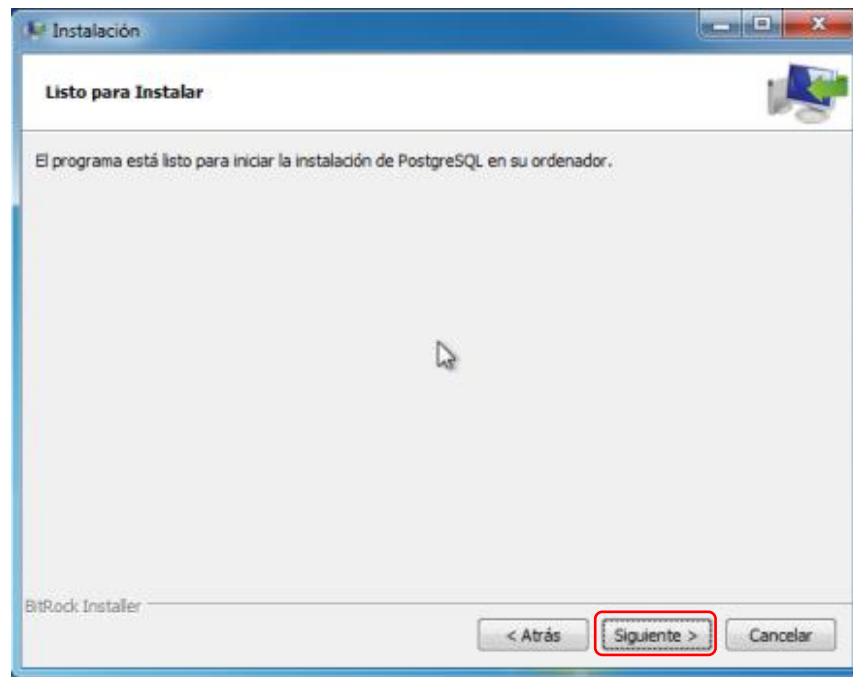 Instalación
Listo para Instalar
El programa está listo para iniciar la instalación de PostgreSQL en su ordenador.
BitRock Installer
< Atrás
Siguiente >
Cancelar